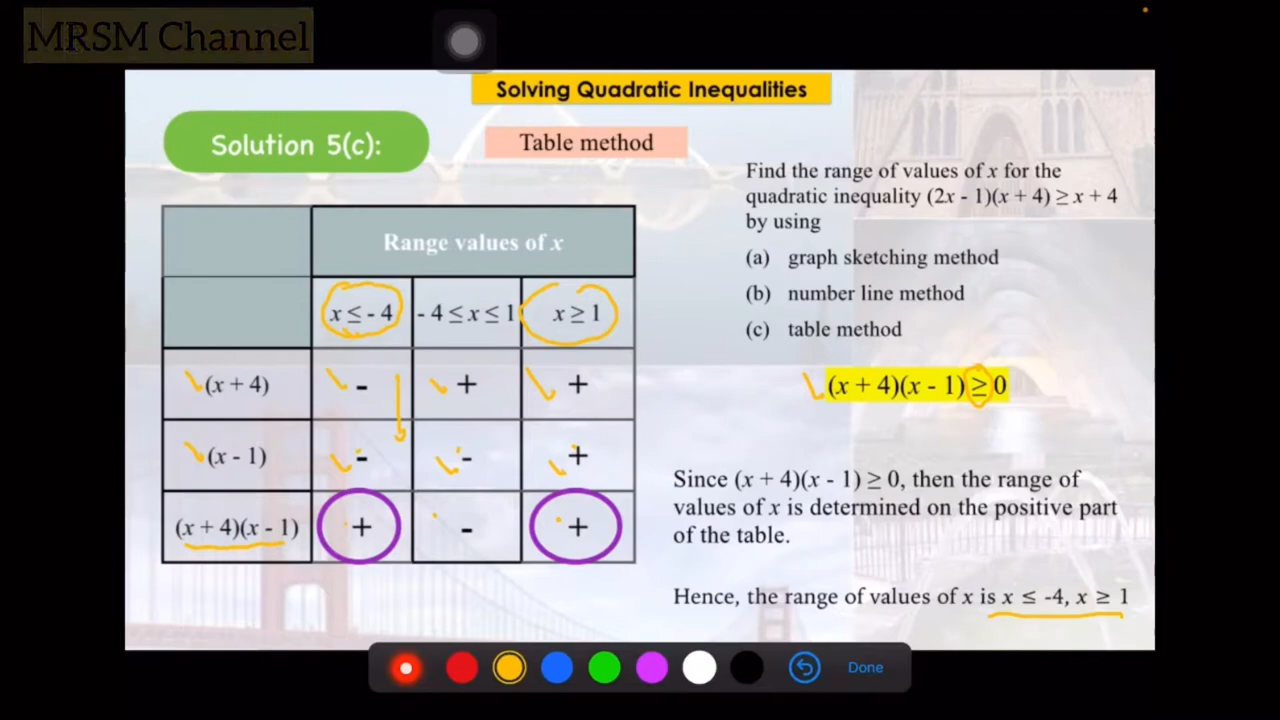 MRSM Channel
Solving Quadratic Inequalities
Solution 5(c):
Table method
Range values of x
x ≤ - 4
- 4 ≤ x ≤ 1
x ≥ 1
(x + 4)
-
+
+
(x - 1)
-
-
+
(x + 4)(x - 1)
+
-
+
Find the range of values of x for the
quadratic inequality (2x - 1)(x + 4) ≥ x + 4
by using
(a) graph sketching method
(b) number line method
(c) table method
(x + 4)(x - 1) ≥ 0
Since (x + 4)(x - 1) ≥ 0, then the range of
values of x is determined on the positive part
of the table.
Hence, the range of values of x is x ≤ -4, x ≥ 1
Done